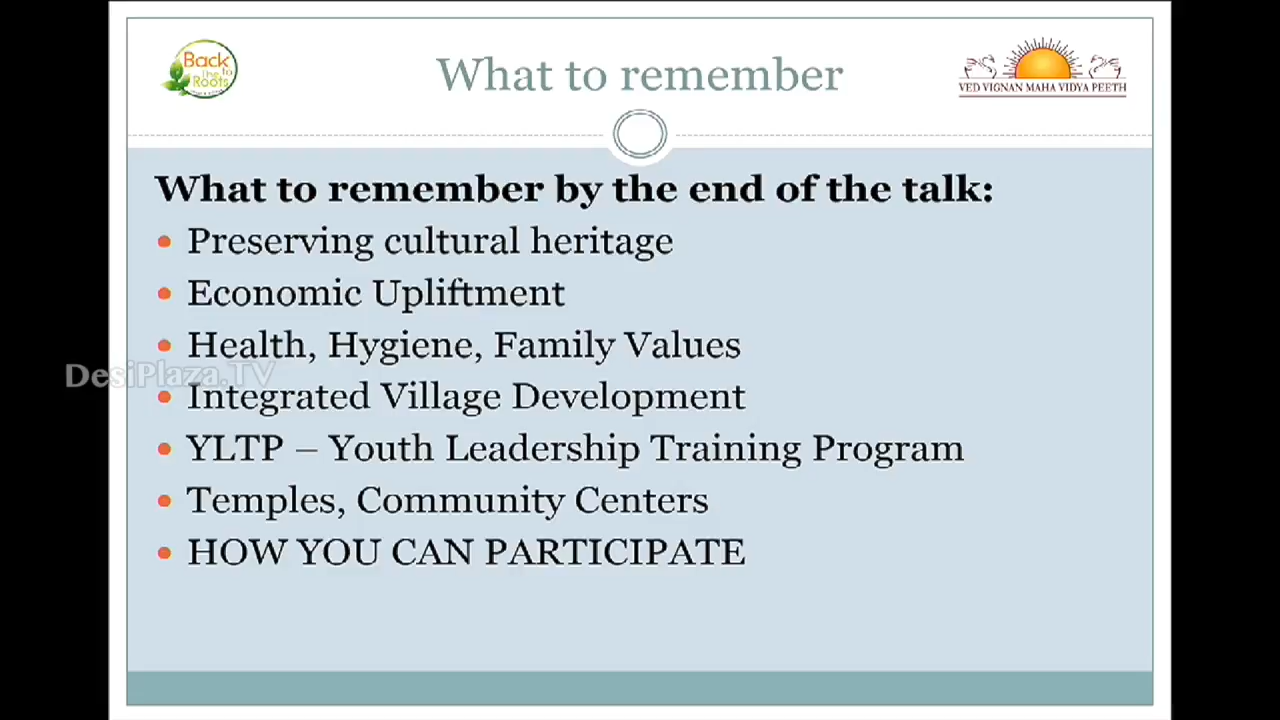 Back
to
the
Roots
What to remember
VED VIGNAN MAHA VIDYA PEETH
What to remember by the end of the talk:
• Preserving cultural heritage
• Economic Upliftment
• Health, Hygiene, Family Values
DesiPlaza.TV
• Integrated Village Development
• YLTP – Youth Leadership Training Program
• Temples, Community Centers
• HOW YOU CAN PARTICIPATE